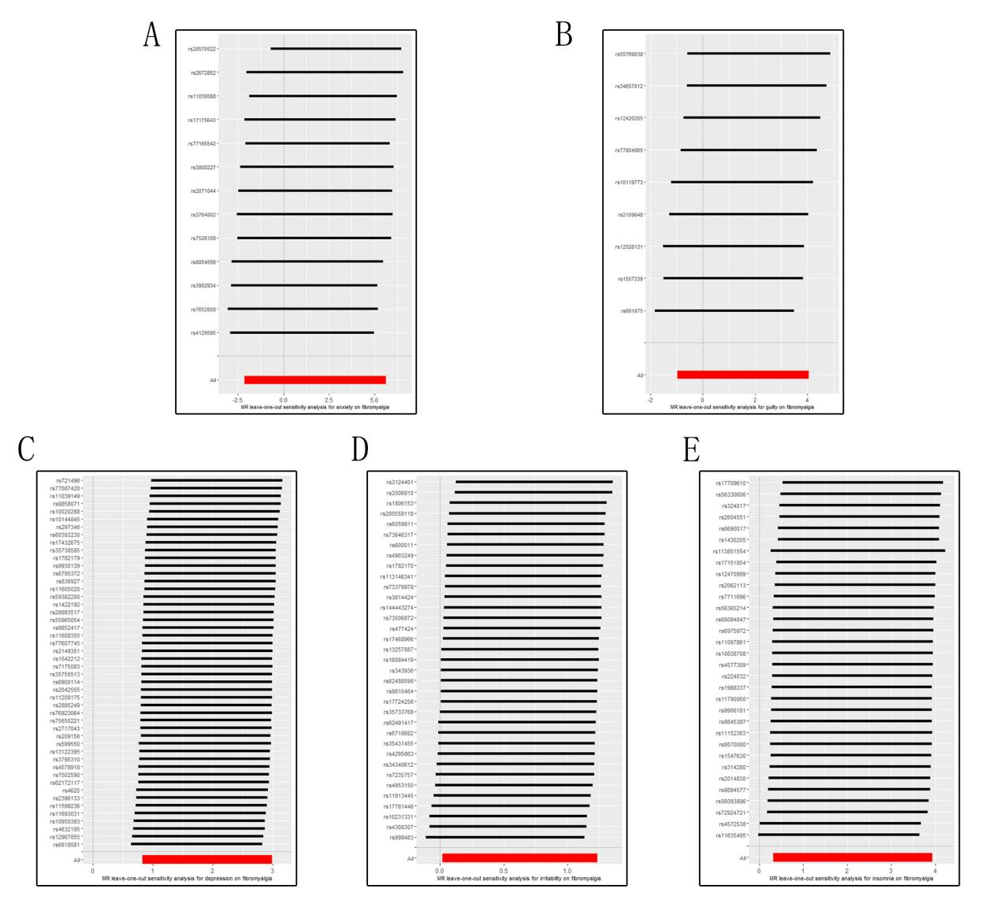 A
rs28570522
rs2672852
rs11030088
rs17175643
rs77165542
rs3808227
rs2071044
rs3764002
rs7526108
rs8054556
rs3902934
rs7652808
rs4129585
All
-2.5 0.0 2.5 5.0
MR leave-one-out sensitivity analysis for anxiety on fibromyalgia
B
rs55769038
rs34657012
rs12420205
rs77804065
rs10119773
rs2109648
rs12528131
rs1557339
rs681875
All
-2 0 2 4
MR leave-one-out sensitivity analysis for guilty on fibromyalgia
C
rs721496
rs77087420
rs11039149
rs9858071
rs10020288
rs10144845
rs297346
rs60393230
rs17432675
rs35738585
rs1782179
rs9930139
rs6795372
rs836927
rs11605020
rs59382200
rs1422192
rs28893517
rs55965054
rs9852417
rs11608355
rs77607745
rs2149351
rs1542212
rs7175083
rs35755513
rs6900114
rs2042555
rs11209175
rs2895249
rs76923064
rs75650221
rs2717043
rs209156
rs599550
rs13122395
rs3795310
rs4578918
rs7502590
rs62172117
rs4625
rs2396133
rs11599236
rs11693031
rs10950393
rs4632195
rs12967855
rs6818081
All
0 1 2 3
MR leave-one-out sensitivity analysis for depression on fibromyalgia
D
rs3124401
rs2006810
rs1806153
rs200559118
rs6059911
rs73646317
rs600011
rs4903249
rs1782170
rs113146341
rs73379978
rs3814424
rs144443274
rs73506872
rs477424
rs17468966
rs13257887
rs16884419
rs343936
rs62488598
rs9810464
rs17724256
rs35733768
rs62491417
rs6718682
rs35431455
rs4295863
rs34340612
rs7235757
rs4953150
rs11913445
rs17781446
rs10231331
rs4308307
rs999483
All
0.0 0.5 1.0
MR leave-one-out sensitivity analysis for irritability on fibromyalgia
E
rs17709610
rs56330606
rs324017
rs2604551
rs6690017
rs1430205
rs113851554
rs17151854
rs12470989
rs2062113
rs7711696
rs56365214
rs68094047
rs6975972
rs11097861
rs10838708
rs4577309
rs224032
rs1988337
rs11790060
rs9906181
rs9845387
rs11152363
rs9570080
rs1547630
rs314280
rs2014830
rs9894577
rs56093896
rs72924721
rs4572538
rs11635495
All
0 1 2 3 4
MR leave-one-out sensitivity analysis for insomnia on fibromyalgia